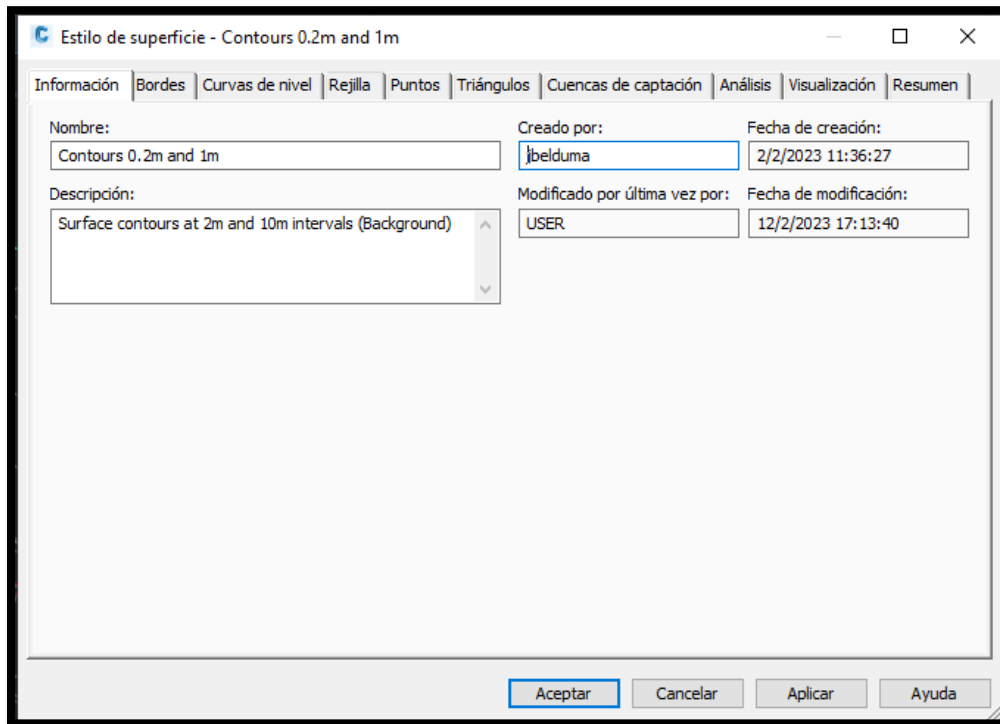 Estilo de superficie - Contours 0.2m and 1m
Información Bordes Curvas de nivel Rejilla Puntos Triángulos Cuencas de captación Análisis Visualización Resumen
Nombre: Creado por: Fecha de creación:
Contours 0.2m and 1m jbelduma 2/2/2023 11:36:27
Descripción: Modificado por última vez por: Fecha de modificación:
Surface contours at 2m and 10m intervals (Background) USER 12/2/2023 17:13:40
Aceptar Cancelar Aplicar Ayuda